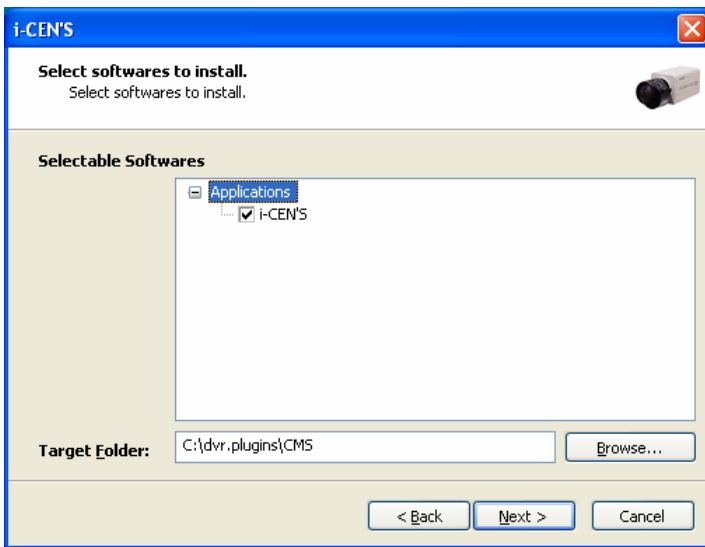 i-CEN'S
Select softwares to install.
Select softwares to install.
Selectable Softwares
Applications
i-CEN'S
Target Folder:
C:\dvr.plugins\CMS
Browse...
< Back
Next >
Cancel